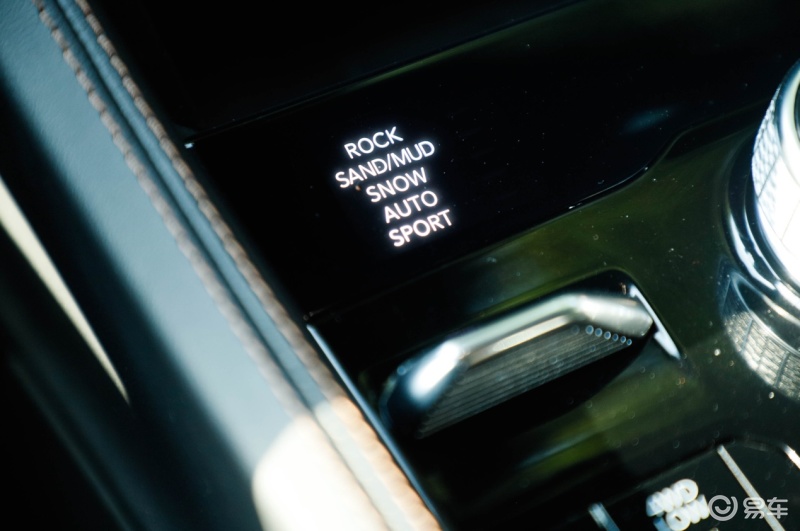 ROCK
SAND/MUD
SNOW
AUTO
SPORT
4WD
LOW
易车